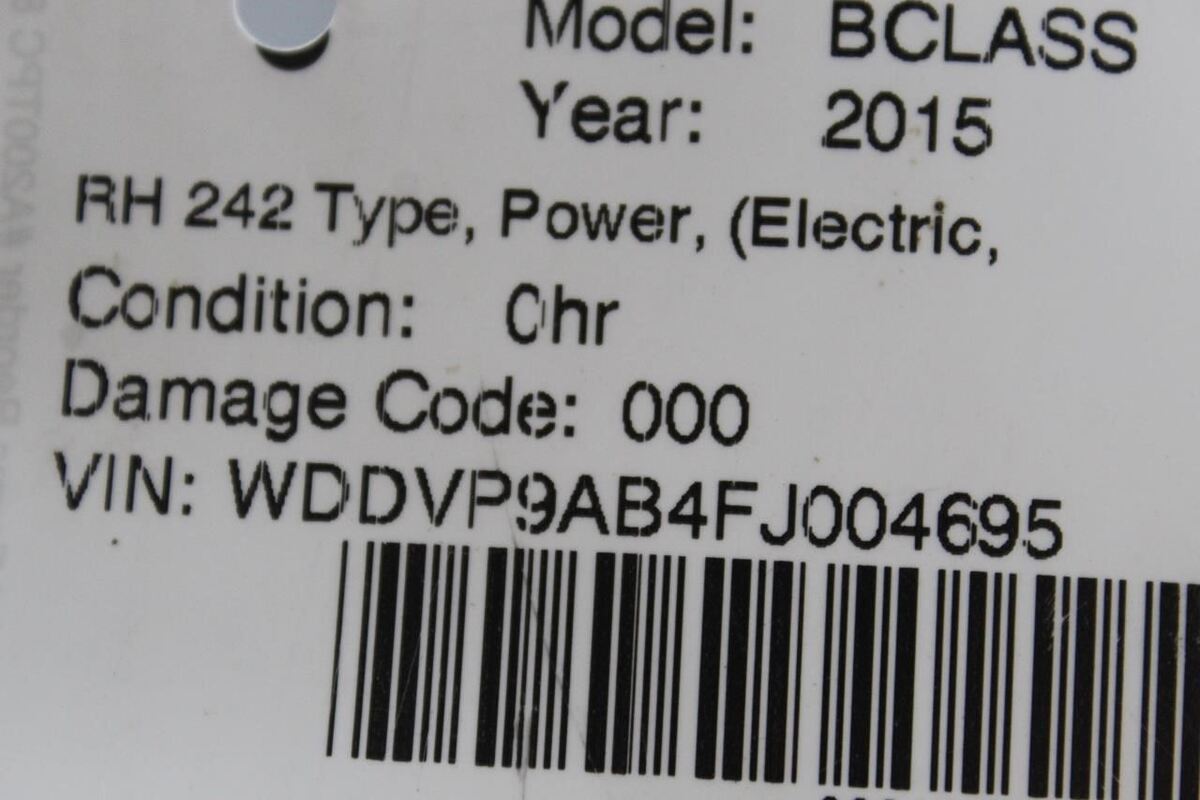 Model: BCLASS
Year: 2015
RH 242 Type, Power, (Electric,
Condition: 0hr
Damage Code: 000
VIN: WDDVP9AB4FJ004695